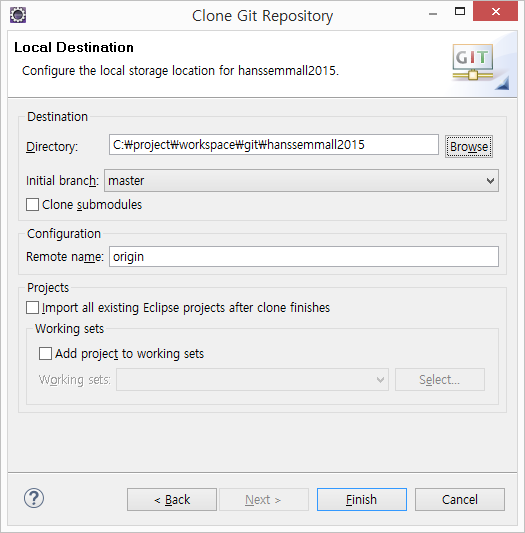 Clone Git Repository
Local Destination
Configure the local storage location for hanssemmall2015.
GIT
Destination
Directory: C:₩project₩workspace₩git₩hanssemmall2015 Browse
Initial branch: master
Clone submodules
Configuration
Remote name: origin
Projects
Import all existing Eclipse projects after clone finishes
Working sets
Add project to working sets
Working sets: Select...
? < Back Next > Finish Cancel